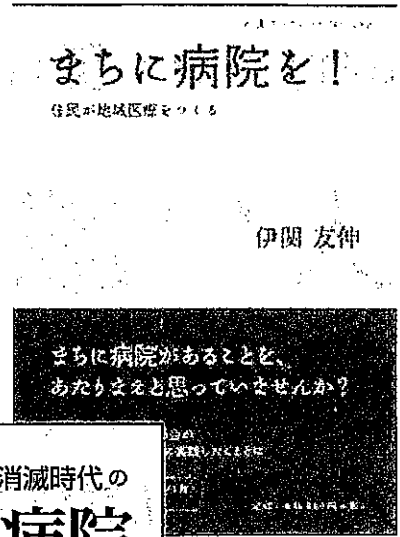 まちに病院を！
住民が地域医療をつくる
伊関 友伸
まちに病院があることを、
あたりまえと思っていませんか？
消滅時代の
病院